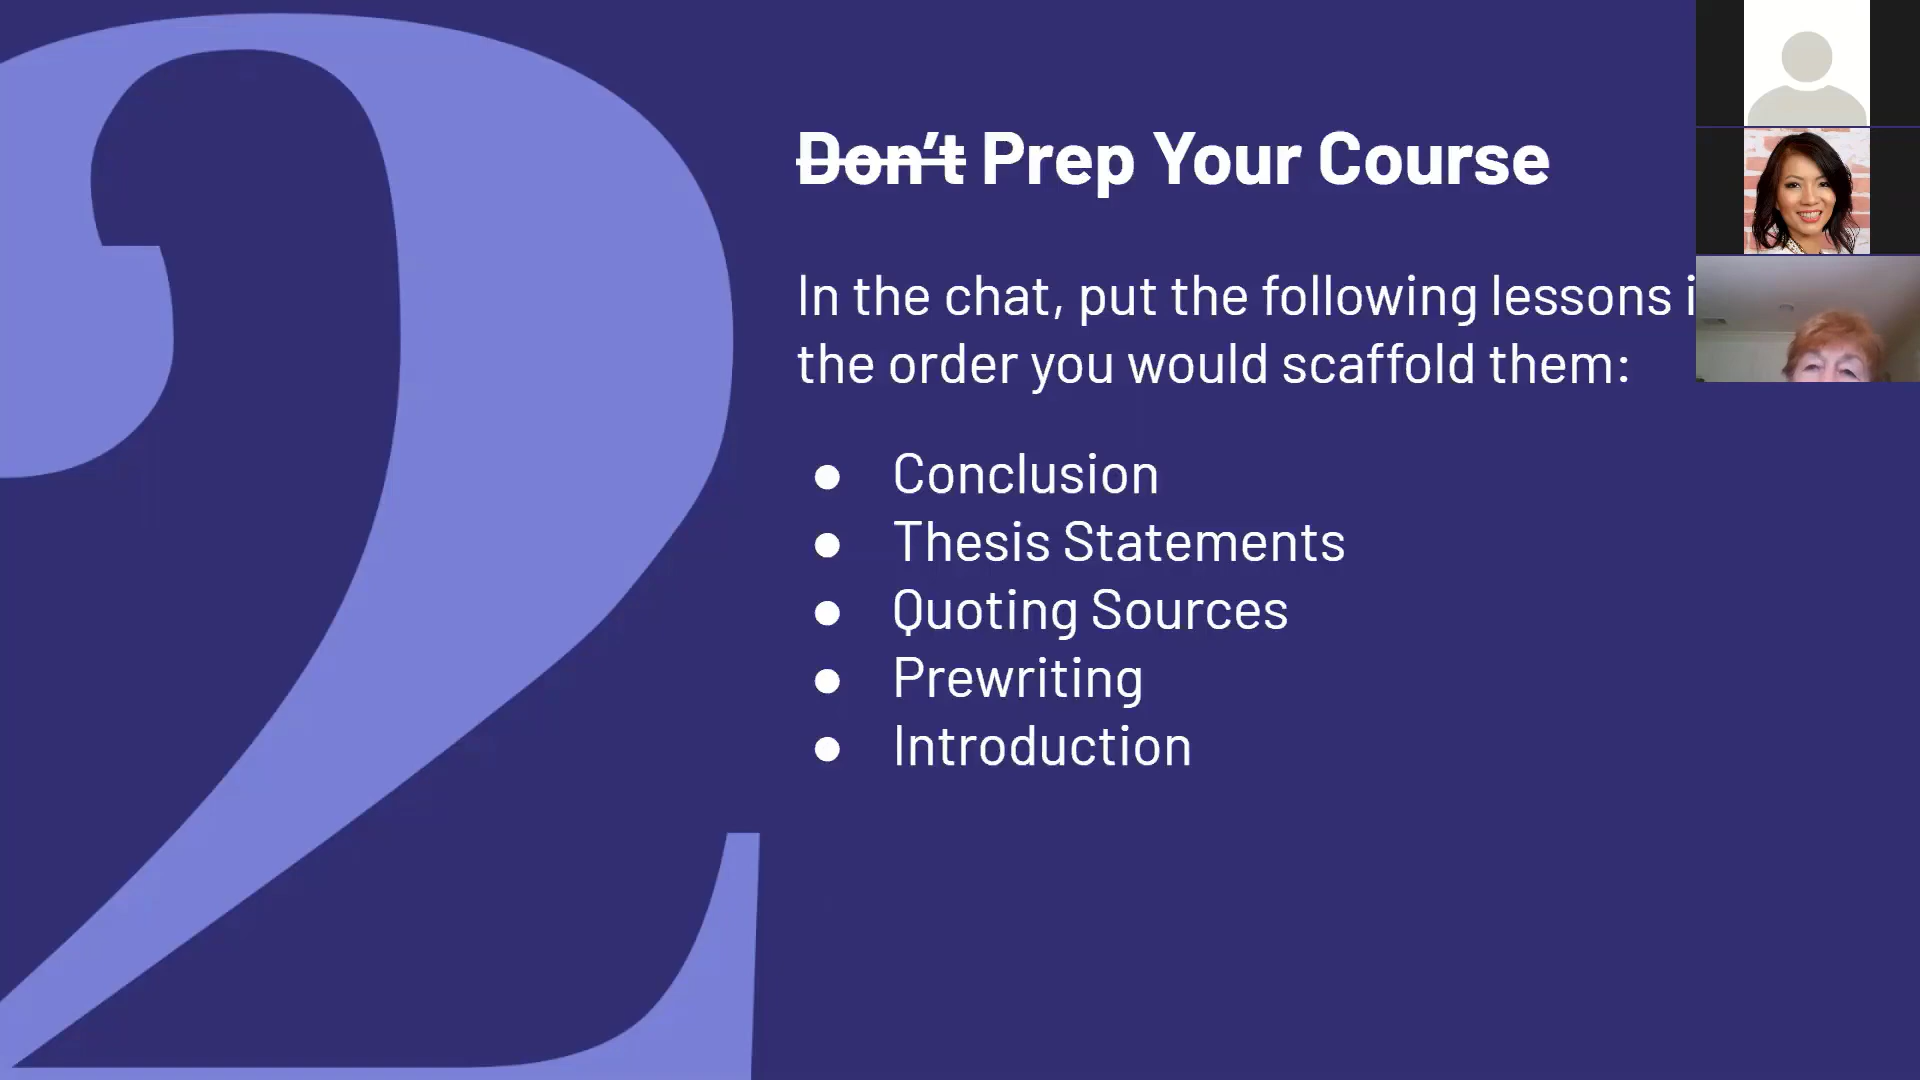 2
Don’t Prep Your Course
In the chat, put the following lessons
the order you would scaffold them:
● Conclusion
● Thesis Statements
● Quoting Sources
● Prewriting
● Introduction